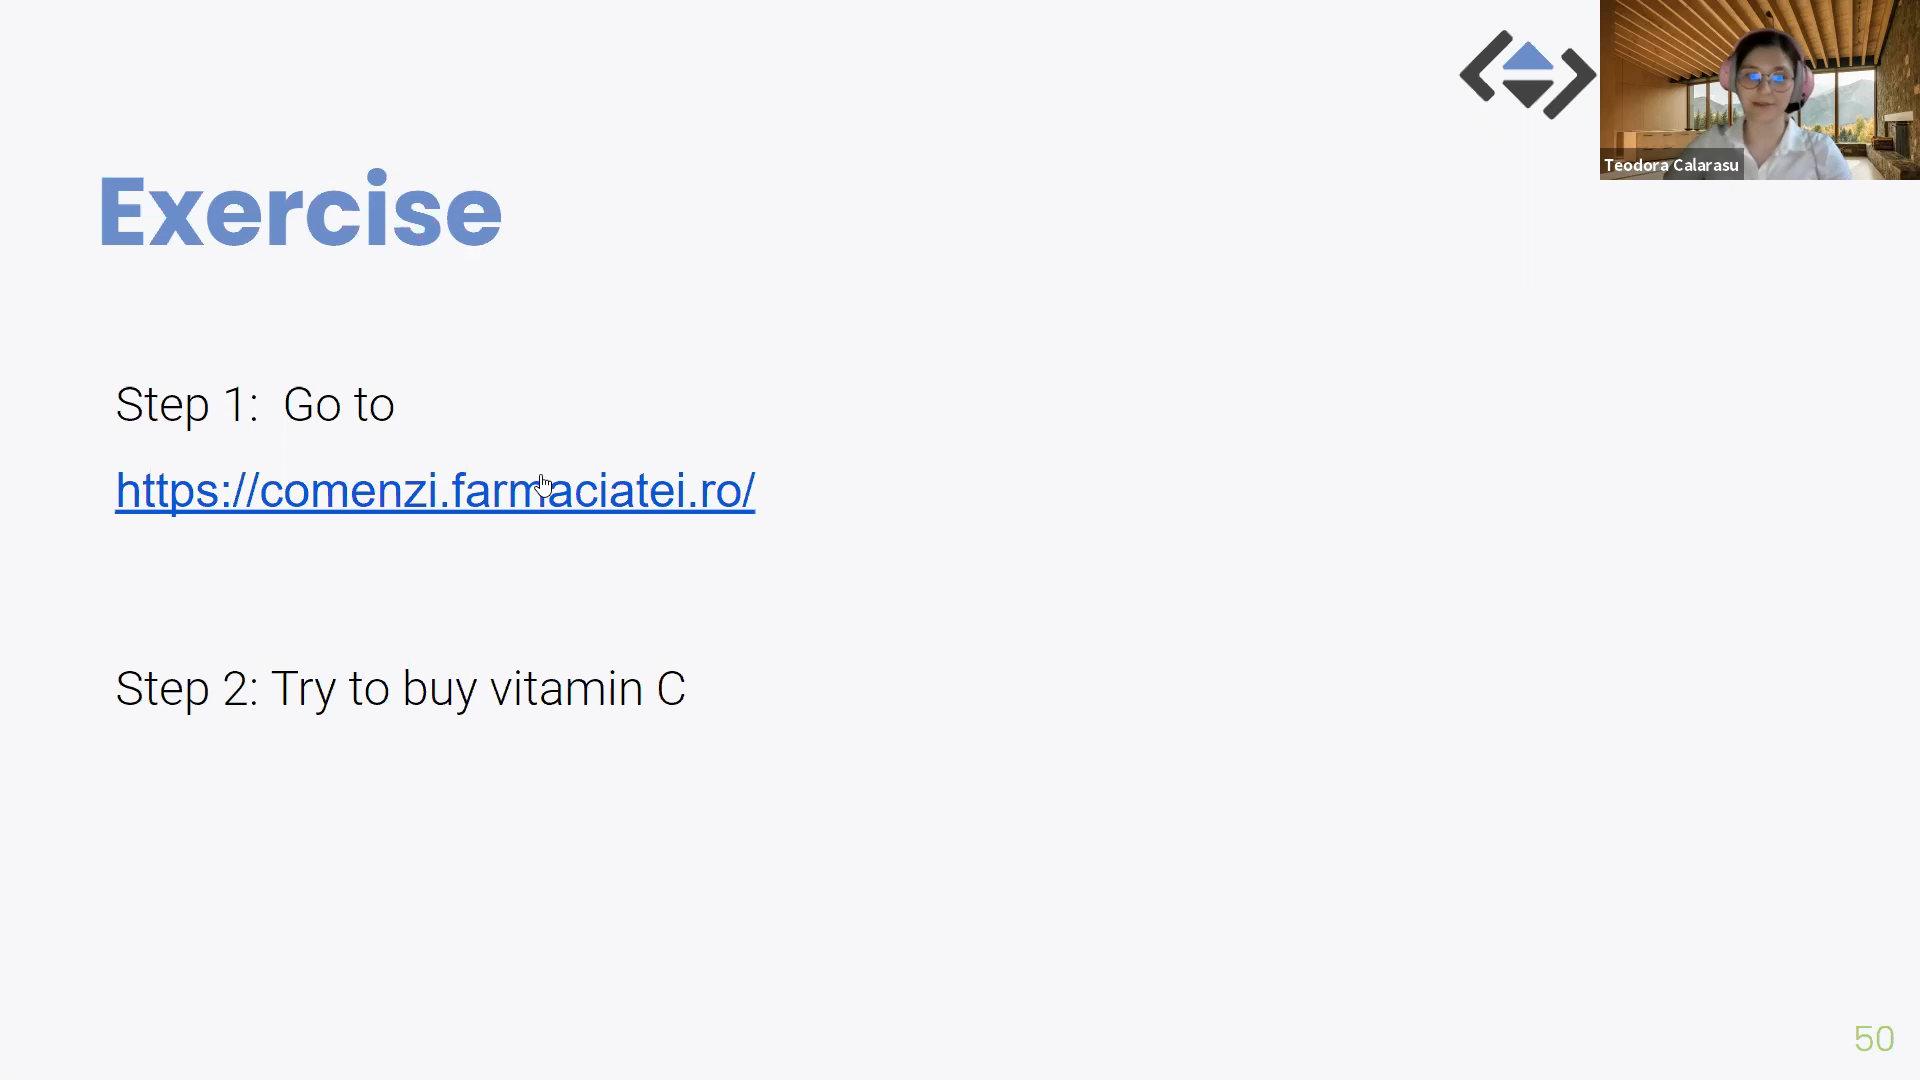 Teodora Calarasu
Exercise
Step 1: Go to
https://comenzi.farmaciatei.ro/
Step 2: Try to buy vitamin C
50